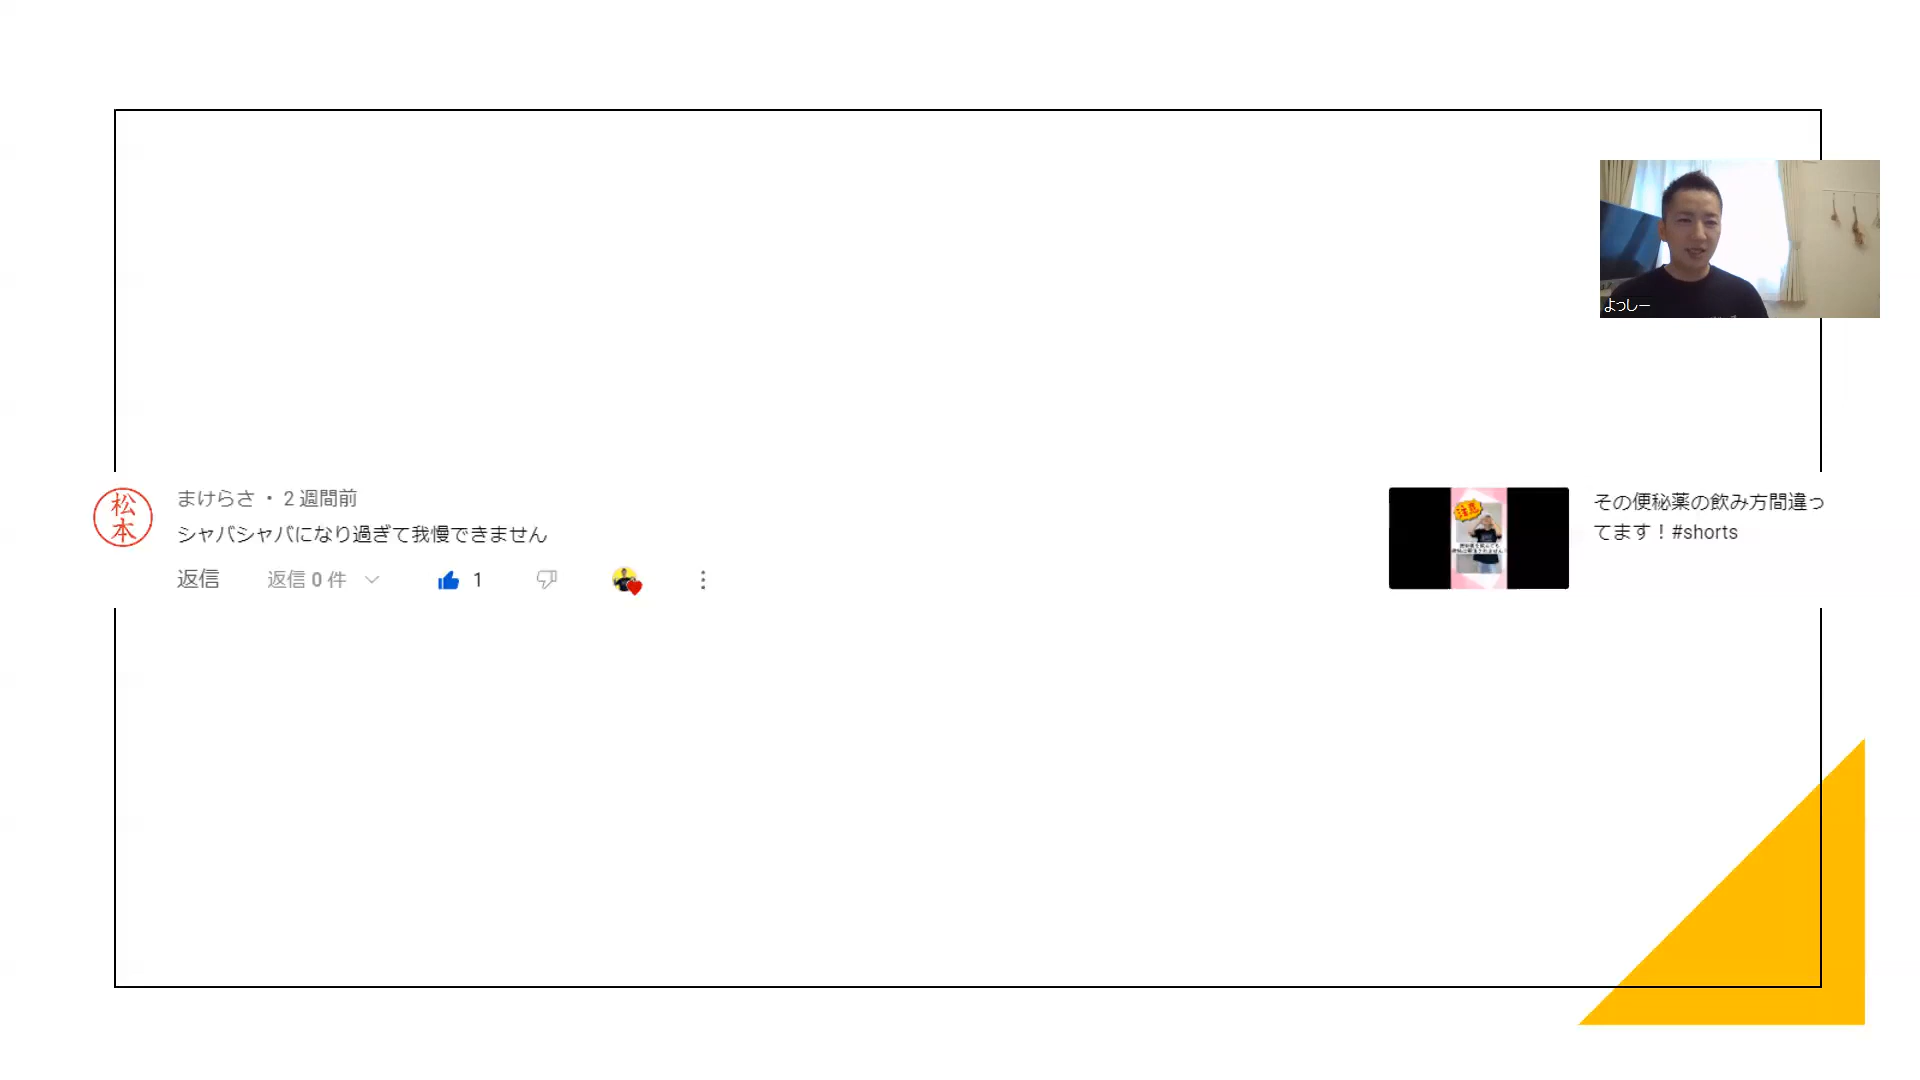 よっしー
松本
まけらさ ・ 2 週間前
シャバシャバになり過ぎて我慢できません
返信 返信 0 件 1
その便秘薬の飲み方間違っ
てます！#shorts
注意